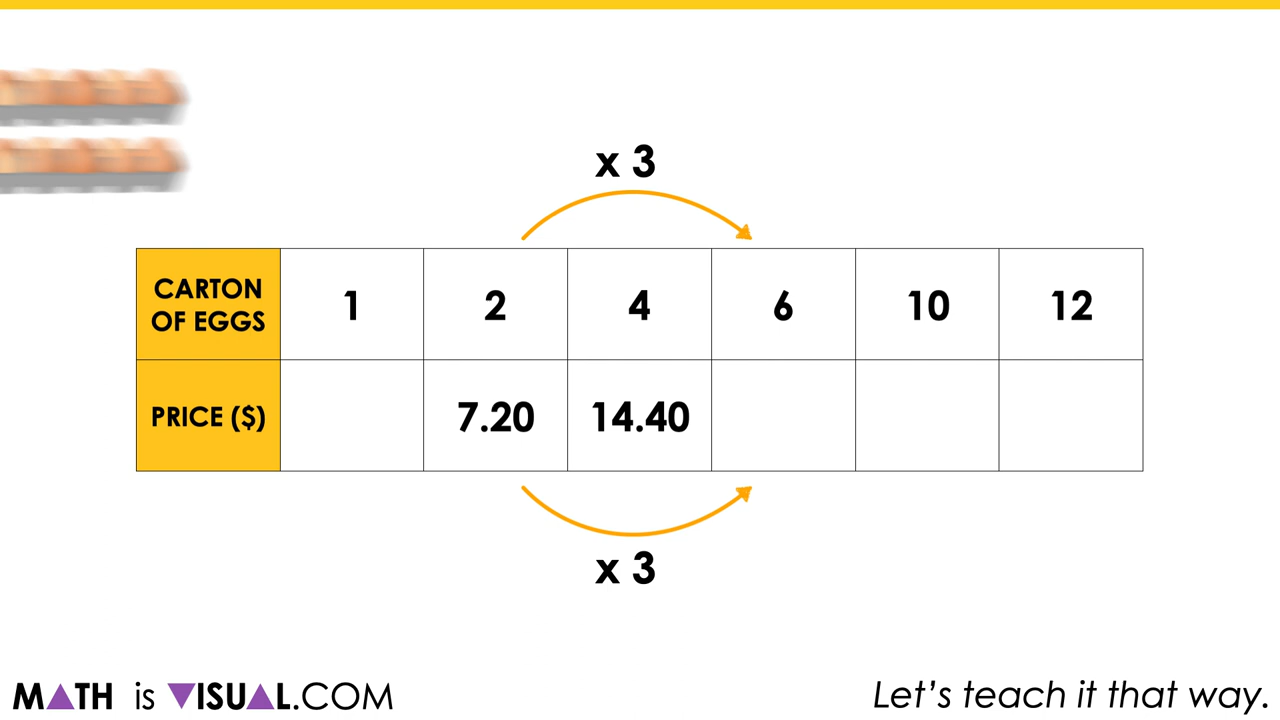 x 3
CARTON OF EGGS 1 2 4 6 10 12
PRICE ($) 7.20 14.40
x 3
MATH is VISUAL.COM
Let's teach it that way.